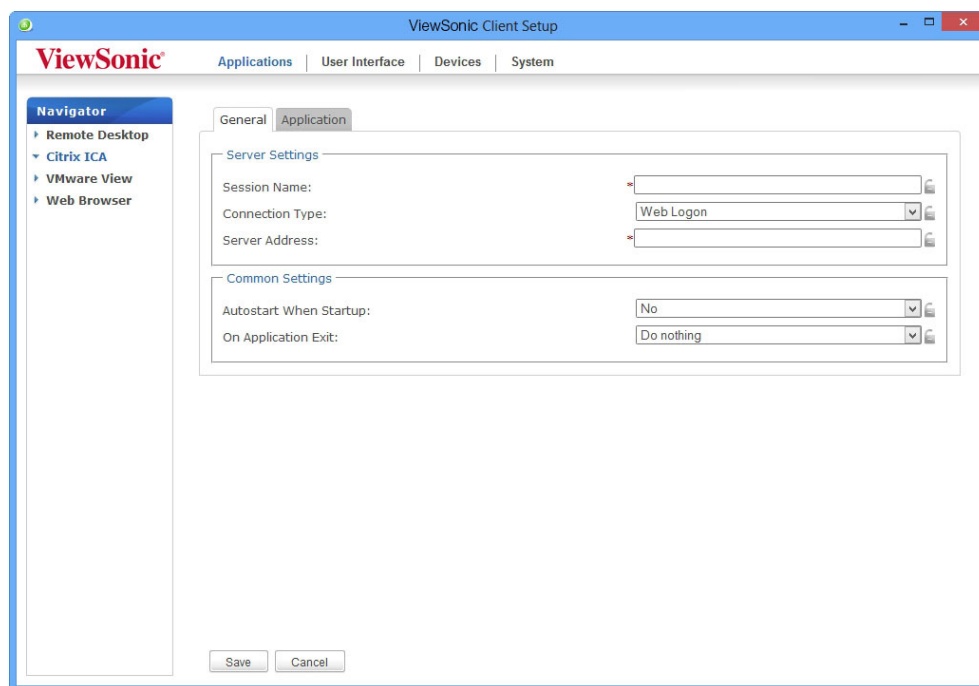 ViewSonic Client Setup
ViewSonic®
Applications | User Interface | Devices | System
Navigator
Remote Desktop
Citrix ICA
VMware View
Web Browser
General Application
Server Settings
Session Name: *
Connection Type: Web Logon
Server Address: *
Common Settings
Autostart When Startup: No
On Application Exit: Do nothing
Save Cancel